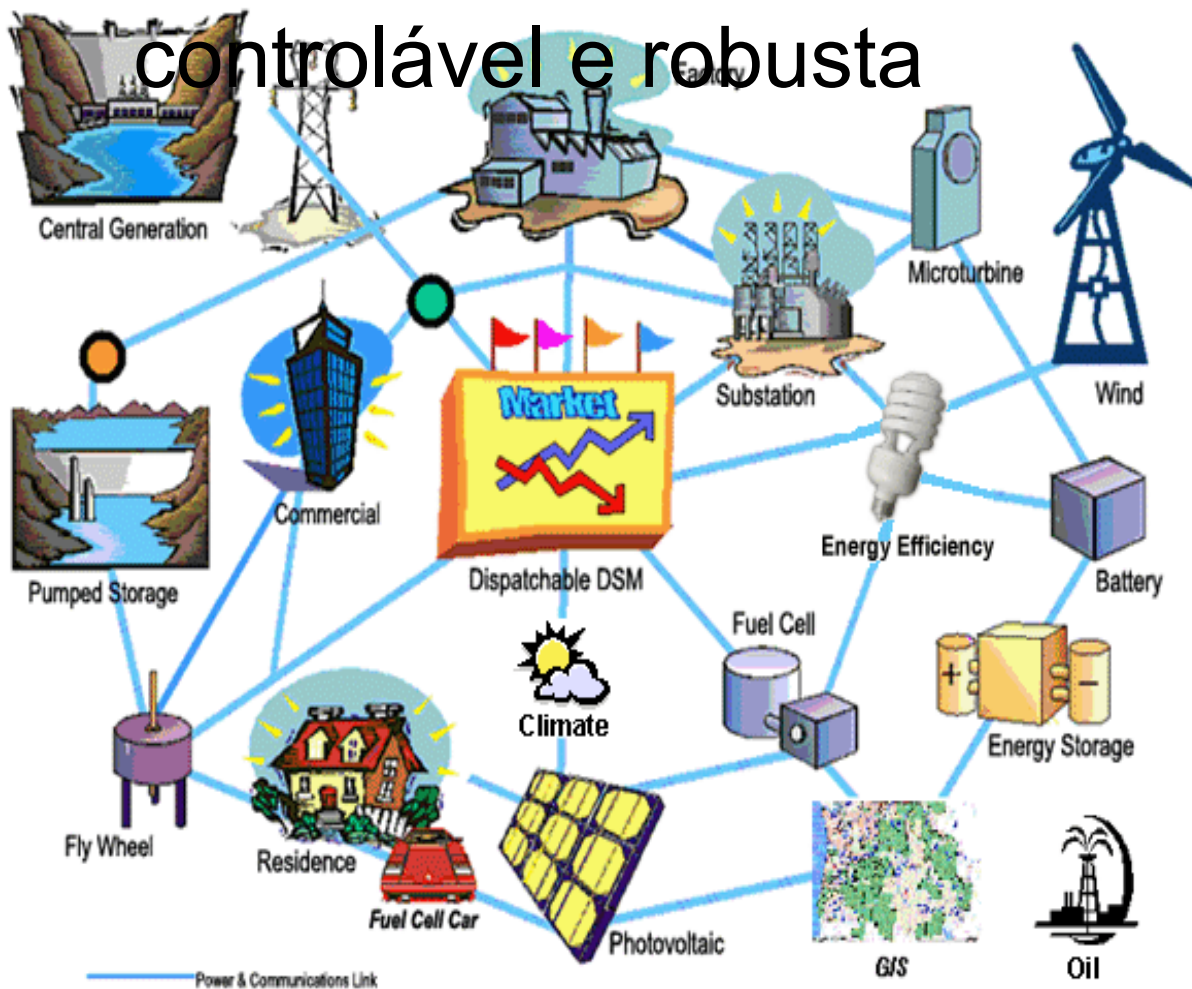 controlável e robusta
Factory
Central Generation
Microturbine
Substation
Wind
Market
Commercial
Energy Efficiency
Pumped Storage
Dispatchable DSM
Battery
Fuel Cell
+
−
Climate
Energy Storage
Fly Wheel
Residence
Fuel Cell Car
Photovoltaic
GIS
Oil
Power & Communications Link